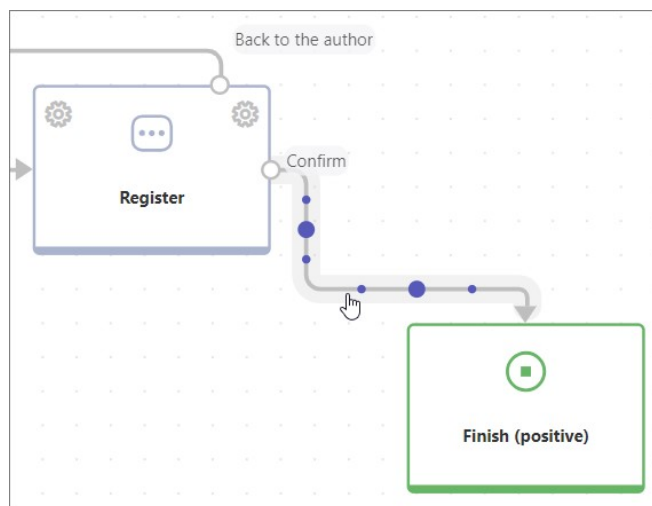 Back to the author
Confirm
Register
Finish (positive)